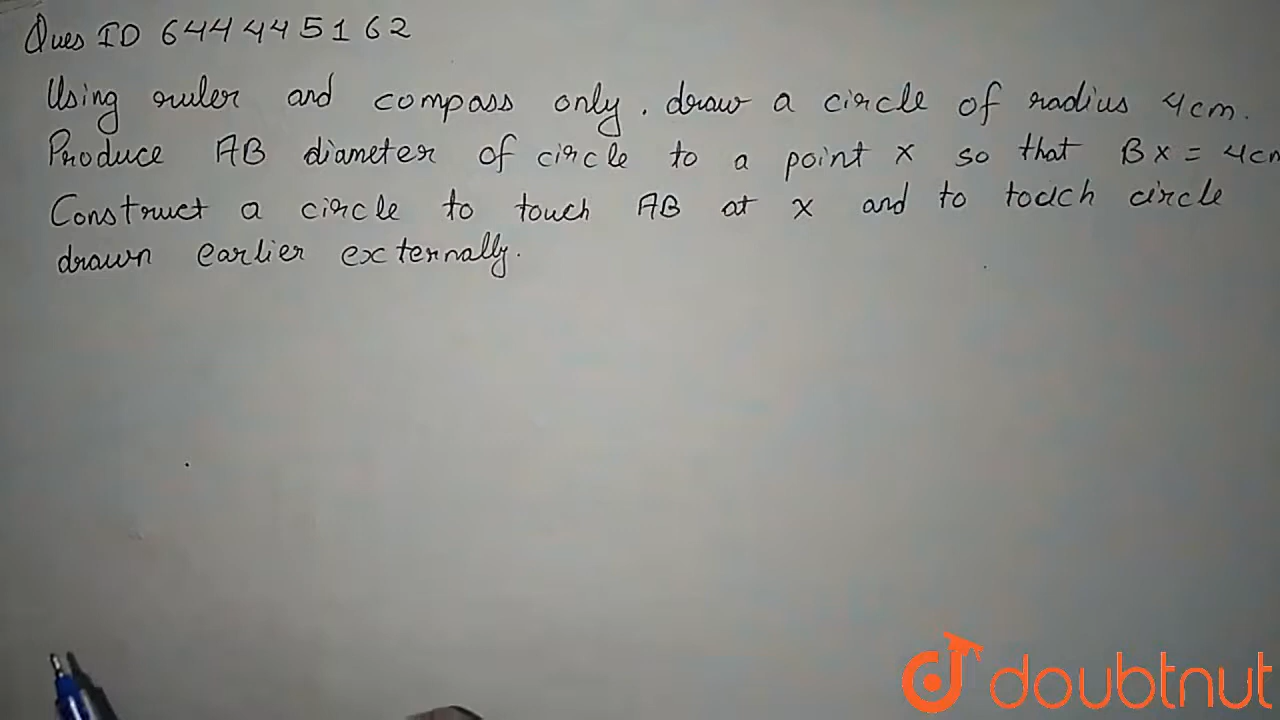 Ques ID 644445162
Using ruler and compass only. draw a circle of radius 4cm.
Produce AB diameter of circle to a point X so that BX = 4cm
Construct a circle to touch AB at X and to touch circle
drawn earlier externally.
doubtnut